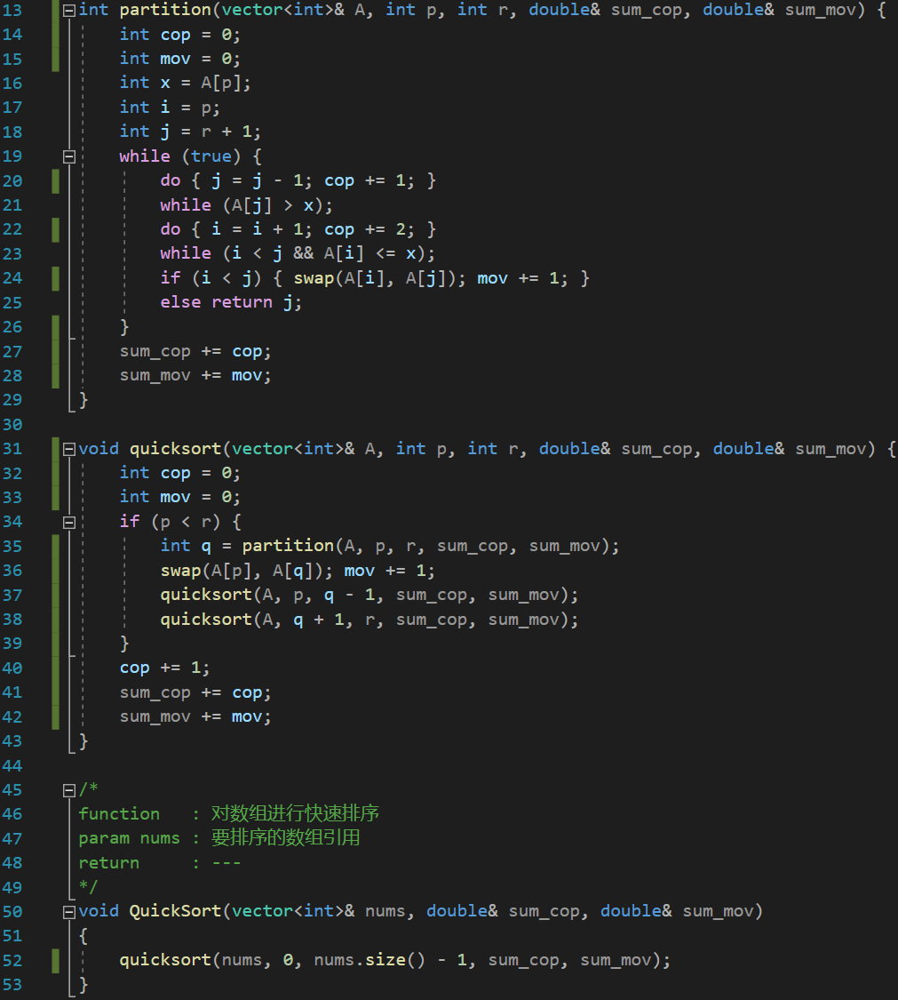 13 int partition(vector<int>& A, int p, int r, double& sum_cop, double& sum_mov) {
14     int cop = 0;
15     int mov = 0;
16     int x = A[p];
17     int i = p;
18     int j = r + 1;
19     while (true) {
20         do { j = j - 1; cop += 1; }
21         while (A[j] > x);
22         do { i = i + 1; cop += 2; }
23         while (i < j && A[i] <= x);
24         if (i < j) { swap(A[i], A[j]); mov += 1; }
25         else return j;
26     }
27     sum_cop += cop;
28     sum_mov += mov;
29 }
30
31 void quicksort(vector<int>& A, int p, int r, double& sum_cop, double& sum_mov) {
32     int cop = 0;
33     int mov = 0;
34     if (p < r) {
35         int q = partition(A, p, r, sum_cop, sum_mov);
36         swap(A[p], A[q]); mov += 1;
37         quicksort(A, p, q - 1, sum_cop, sum_mov);
38         quicksort(A, q + 1, r, sum_cop, sum_mov);
39     }
40     cop += 1;
41     sum_cop += cop;
42     sum_mov += mov;
43 }
44
45 /*
46 function   : 对数组进行快速排序
47 param nums : 要排序的数组引用
48 return     : ---
49 */
50 void QuickSort(vector<int>& nums, double& sum_cop, double& sum_mov)
51 {
52     quicksort(nums, 0, nums.size() - 1, sum_cop, sum_mov);
53 }